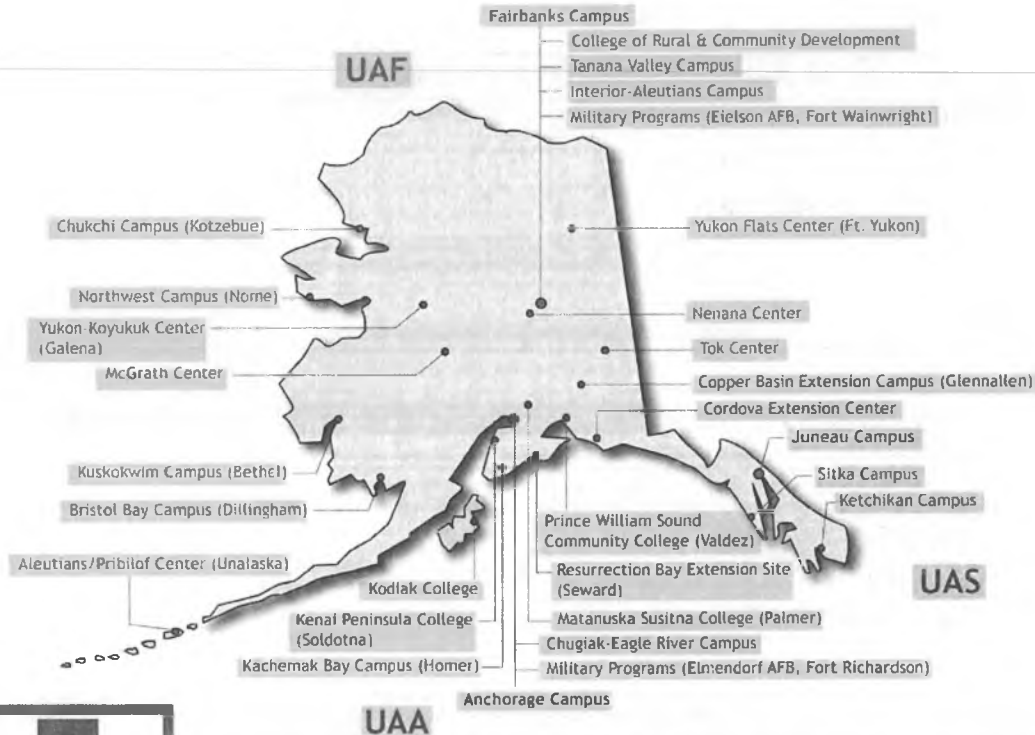 Fairbanks Campus
College of Rural & Community Development
UAF
Tanana Valley Campus
Interior-Aleutians Campus
Military Programs (Eielson AFB, Fort Wainwright)
Chukchi Campus (Kotzebue)
Yukon Flats Center (Ft. Yukon)
Northwest Campus (Nome)
Nenana Center
Yukon-Koyukuk Center
(Galena)
Tok Center
McGrath Center
Copper Basin Extension Campus (Glennallen)
Cordova Extension Center
Juneau Campus
Kuskokwim Campus (Bethel)
Sitka Campus
Ketchikan Campus
Bristol Bay Campus (Dillingham)
Prince William Sound
Community College (Valdez)
Aleutians/Pribilof Center (Unalaska)
Resurrection Bay Extension Site
(Seward)
UAS
Kodiak College
Kenai Peninsula College
(Soldotna)
Matanuska Susitna College (Palmer)
Chugiak-Eagle River Campus
Kachemak Bay Campus (Homer)
Military Programs (Elmendorf AFB, Fort Richardson)
Anchorage Campus
UAA